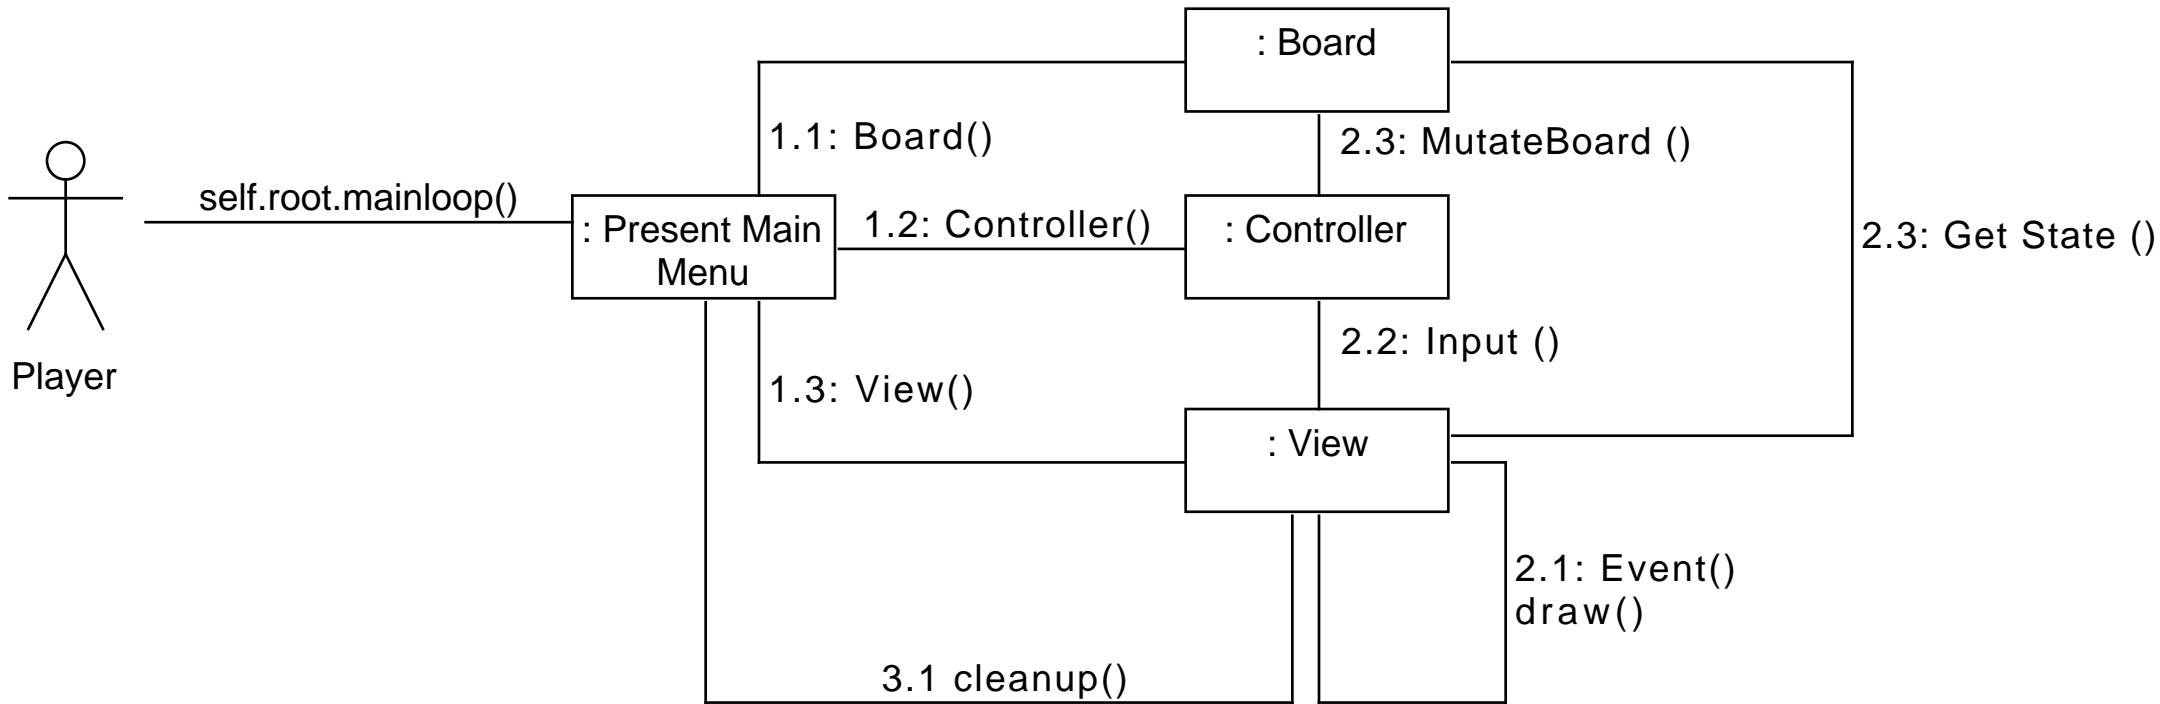 : Board
1.1: Board()
2.3: MutateBoard ()
self.root.mainloop()
: Present Main
Menu
1.2: Controller()
: Controller
2.3: Get State ()
2.2: Input ()
Player
1.3: View()
: View
2.1: Event()
draw()
3.1 cleanup()